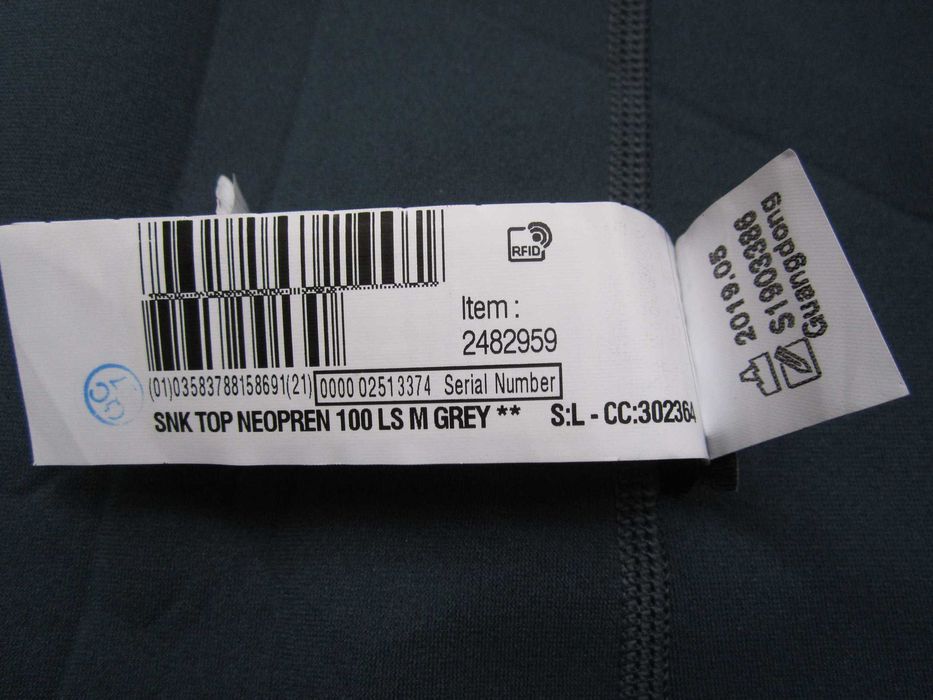 RFID
Item :
2482959
(01)03583788158691(21) 0000 02513374 Serial Number
SNK TOP NEOPREN 100 LS M GREY ** S:L - CC:302364
2019.05
S1903386
Guangdong